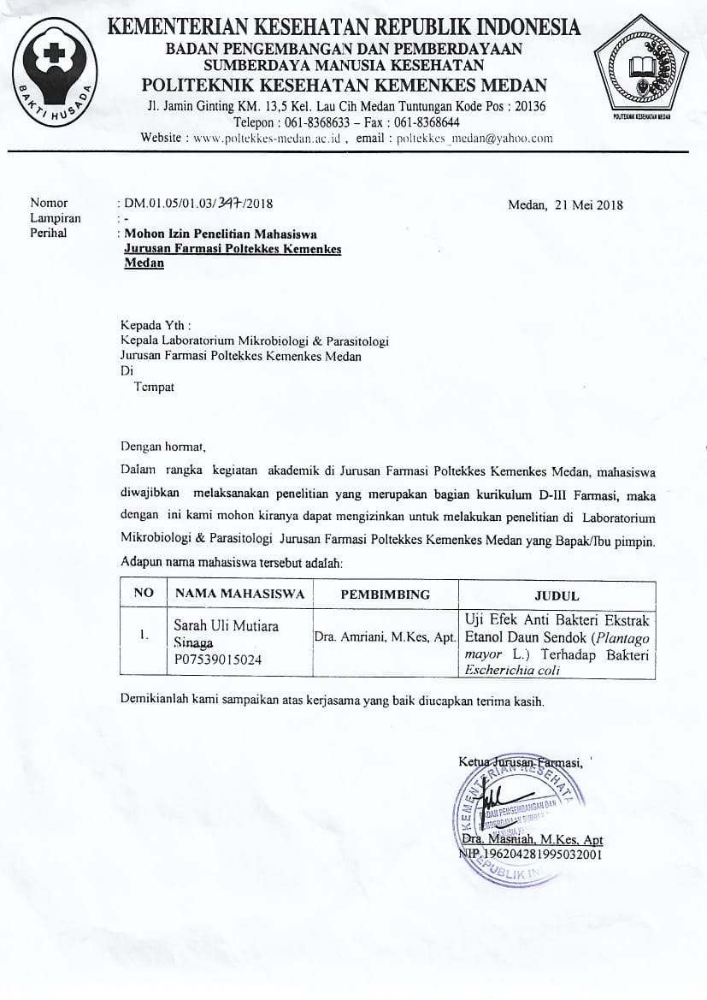 KEMENTERIAN KESEHATAN REPUBLIK INDONESIA
BADAN PENGEMBANGAN DAN PEMBERDAYAAN
SUMBERDAYA MANUSIA KESEHATAN
POLITEKNIK KESEHATAN KEMENKES MEDAN
Jl. Jamin Ginting KM. 13,5 Kel. Lau Cih Medan Tuntungan Kode Pos : 20136
Telepon : 061-8368633 – Fax : 061-8368644
Website : www.poltekkes-medan.ac.id , email : poltekkes_medan@yahoo.com
BAKTI HUSADA
POLITEKNIK KESEHATAN MEDAN
Nomor : DM.01.05/01.03/397/2018 Medan, 21 Mei 2018
Lampiran : -
Perihal : Mohon Izin Penelitian Mahasiswa
Jurusan Farmasi Poltekkes Kemenkes
Medan
Kepada Yth :
Kepala Laboratorium Mikrobiologi & Parasitologi
Jurusan Farmasi Poltekkes Kemenkes Medan
Di
Tempat
Dengan hormat,
Dalam rangka kegiatan akademik di Jurusan Farmasi Poltekkes Kemenkes Medan, mahasiswa
diwajibkan melaksanakan penelitian yang merupakan bagian kurikulum D-III Farmasi, maka
dengan ini kami mohon kiranya dapat mengizinkan untuk melakukan penelitian di Laboratorium
Mikrobiologi & Parasitologi Jurusan Farmasi Poltekkes Kemenkes Medan yang Bapak/Ibu pimpin.
Adapun nama mahasiswa tersebut adalah:
NO NAMA MAHASISWA PEMBIMBING JUDUL
1.
Sarah Uli Mutiara
Sinaga
P07539015024
Dra. Amriani, M.Kes, Apt.
Uji Efek Anti Bakteri Ekstrak
Etanol Daun Sendok (Plantago
mayor L.) Terhadap Bakteri
Escherichia coli
Demikianlah kami sampaikan atas kerjasama yang baik diucapkan terima kasih.
Ketua Jurusan Farmasi,
KEMENTERIAN KESEHATA
BADAN PENGEMBANGAN DAN
PEMBERDAYAAN SUMBER
MANUSIA
REPUBLIK IN
Dra. Masniah, M.Kes, Apt
NIP.196204281995032001